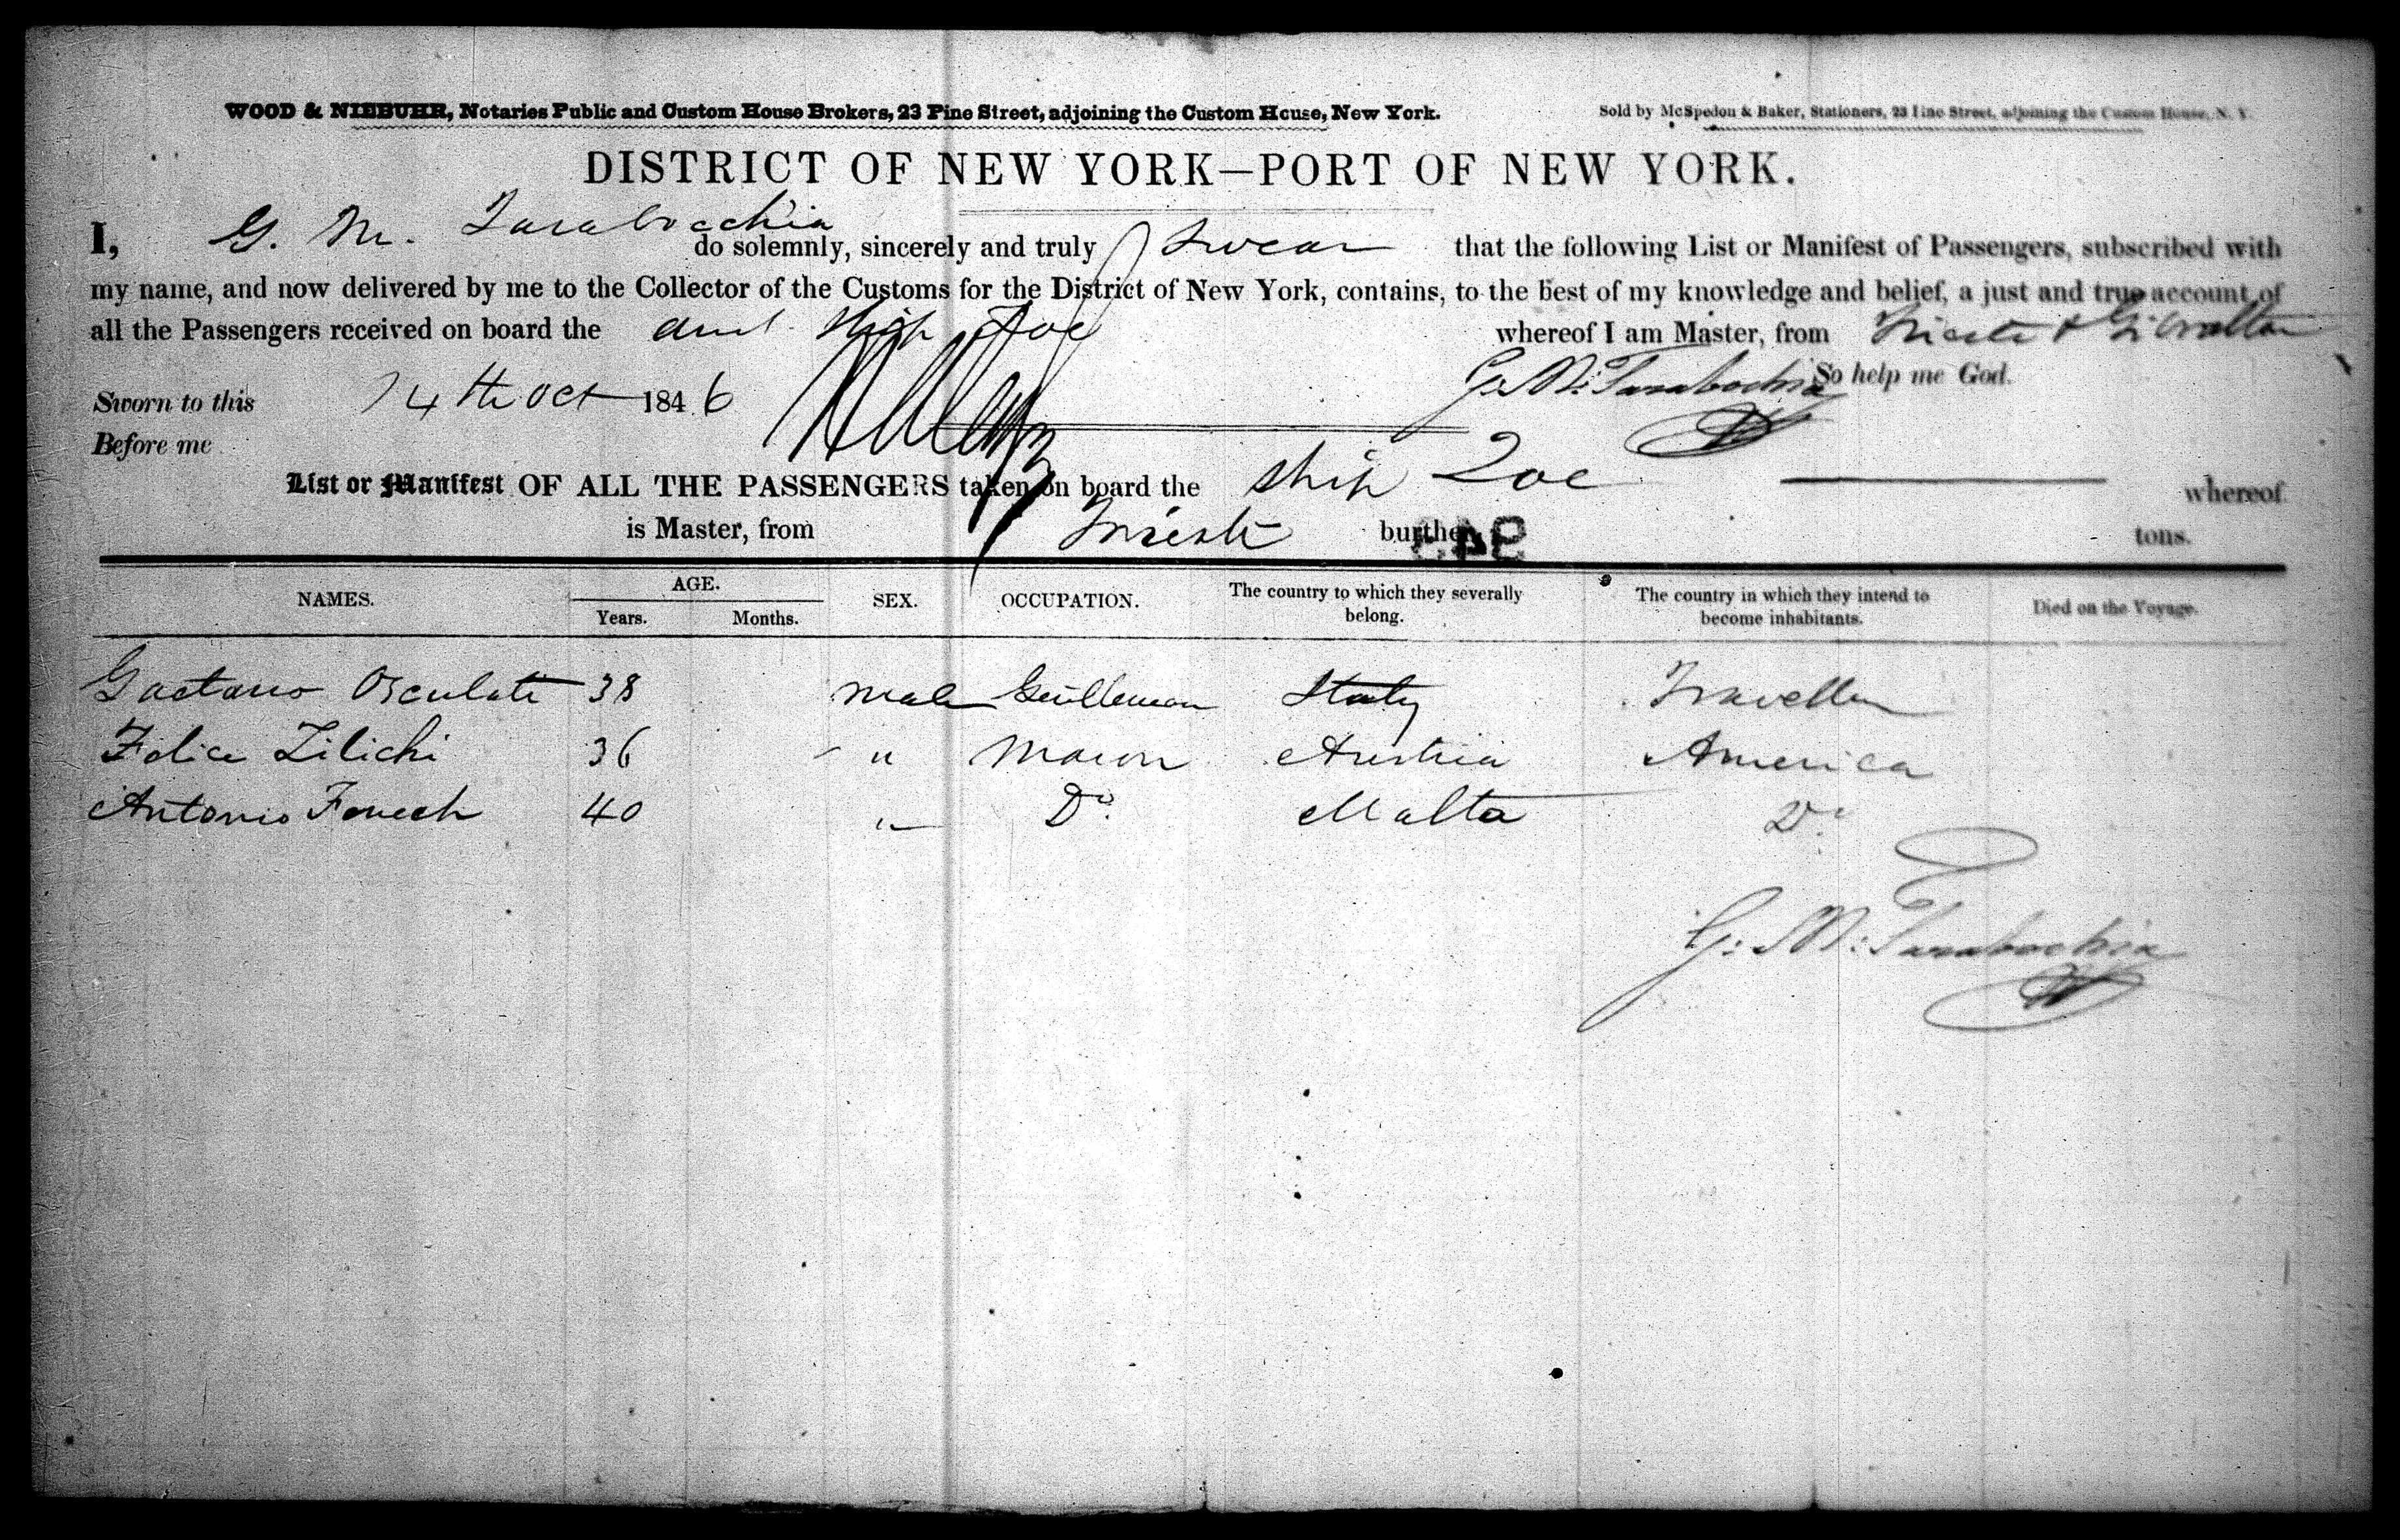 WOOD & NIEBUHR, Notaries Public and Custom House Brokers, 23 Pine Street, adjoining the Custom House, New York.
Sold by McSpedon & Baker, Stationers, 23 Pine Street, adjoining the Custom House, N. Y.
DISTRICT OF NEW YORK—PORT OF NEW YORK.
I, G. M. Tarabocchia do solemnly, sincerely and truly swear that the following List or Manifest of Passengers, subscribed with
my name, and now delivered by me to the Collector of the Customs for the District of New York, contains, to the best of my knowledge and belief, a just and true account of
all the Passengers received on board the Ship Zoe whereof I am Master, from Trieste & Gibraltar
G. M. Tarabochia So help me God.
Sworn to this 14th Oct 1846
Before me
List or Manifest OF ALL THE PASSENGERS taken on board the Ship Zoe whereof
is Master, from Trieste burthen tons.
NAMES. AGE. Years. Months. SEX. OCCUPATION. The country to which they severally belong. The country in which they intend to become inhabitants. Died on the Voyage.
Gaetano Osculati 38 male Gentleman Italy Traveller
Felice Zilichi 36 " Mason Austria America
Antonio Fenech 40 " Do. Malta Do.
G. M. Tarabochia